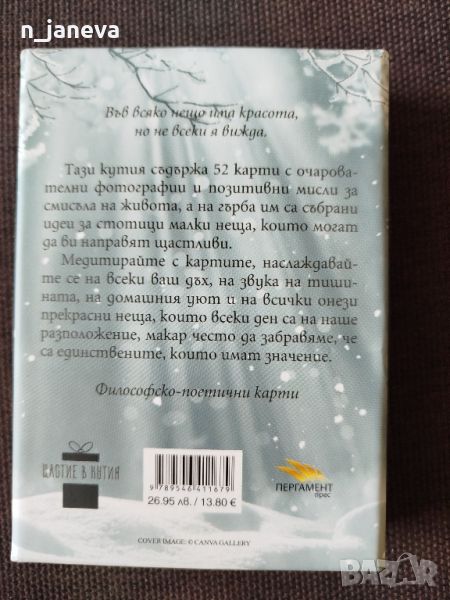 n_janeva
Във всяко нещо има красота,
но не всеки я вижда.
Тази кутия съдържа 52 карти с очарова-
телни фотографии и позитивни мисли за
смисъла на живота, а на гърба им са събрани
идеи за стотици малки неща, които могат
да ви направят щастливи.
Медитирайте с картите, наслаждавай-
те се на всеки ваш дъх, на звука на тиши-
ната, на домашния уют и на всички онези
прекрасни неща, които всеки ден са на наше
разположение, макар често да забравяме, че
са единствените, които имат значение.
Философско-поетични карти
ЩАСТИЕ В КУТИЯ
9 789546 411679
26.95 лв. / 13.80 €
ПЕРГАМЕНТ
прес
COVER IMAGE: © CANVA GALLERY
BAZAR